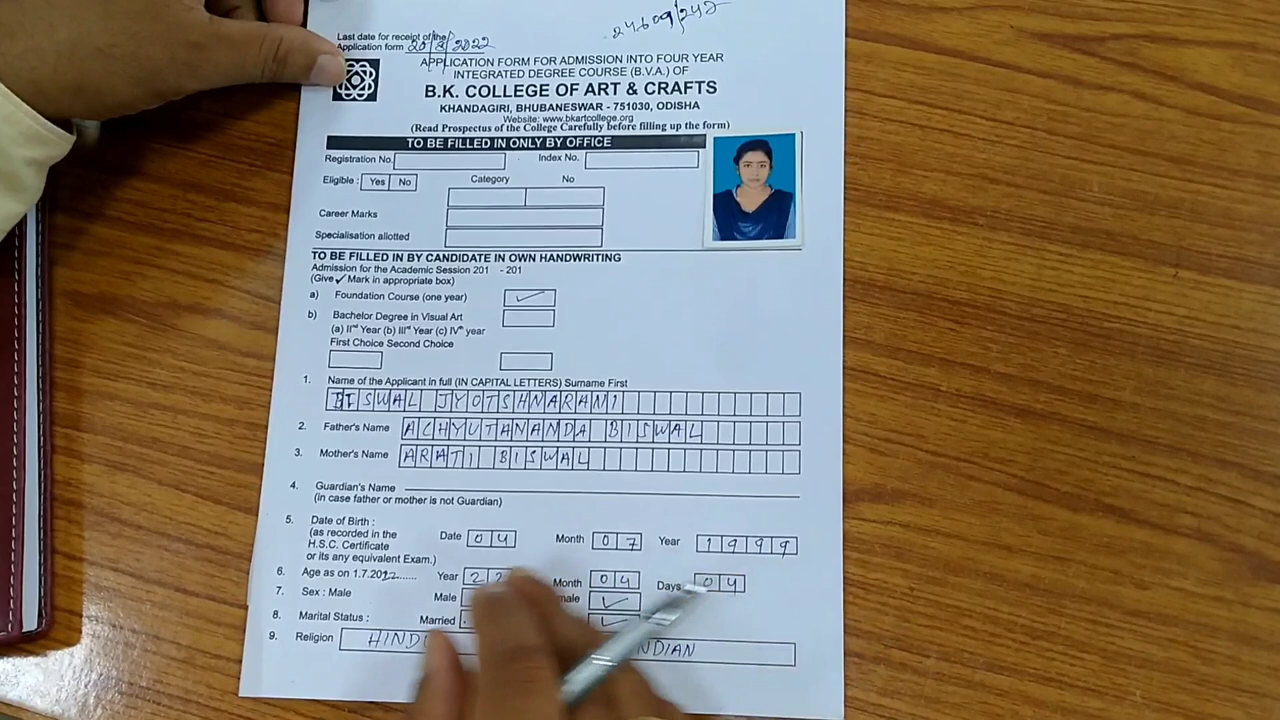 24609/242
Last date for receipt of the
Application form 20/8/2022
APPLICATION FORM FOR ADMISSION INTO FOUR YEAR
INTEGRATED DEGREE COURSE (B.V.A.) OF
B.K. COLLEGE OF ART & CRAFTS
KHANDAGIRI, BHUBANESWAR - 751030, ODISHA
Website: www.bkartcollege.org
(Read Prospectus of the College Carefully before filling up the form)
TO BE FILLED IN ONLY BY OFFICE
Registration No. Index No.
Eligible : Yes No Category No
Career Marks
Specialisation allotted
TO BE FILLED IN BY CANDIDATE IN OWN HANDWRITING
Admission for the Academic Session 201 - 201
(Give ✓ Mark in appropriate box)
a) Foundation Course (one year) ✓
b) Bachelor Degree in Visual Art
(a) IInd Year (b) IIIrd Year (c) IVth year
First Choice Second Choice
1. Name of the Applicant in full (IN CAPITAL LETTERS) Surname First
BISWAL JYOTSHNARANI
2. Father's Name ACHYUTANANDA BISWAL
3. Mother's Name ARATI BISWAL
4. Guardian's Name
(in case father or mother is not Guardian)
5. Date of Birth :
(as recorded in the Date 04 Month 07 Year 1999
H.S.C. Certificate
or its any equivalent Exam.)
6. Age as on 1.7.2022...... Year 22 Month 04 Days 04
7. Sex : Male Male ✓
8. Marital Status : Married ✓
9. Religion HINDU